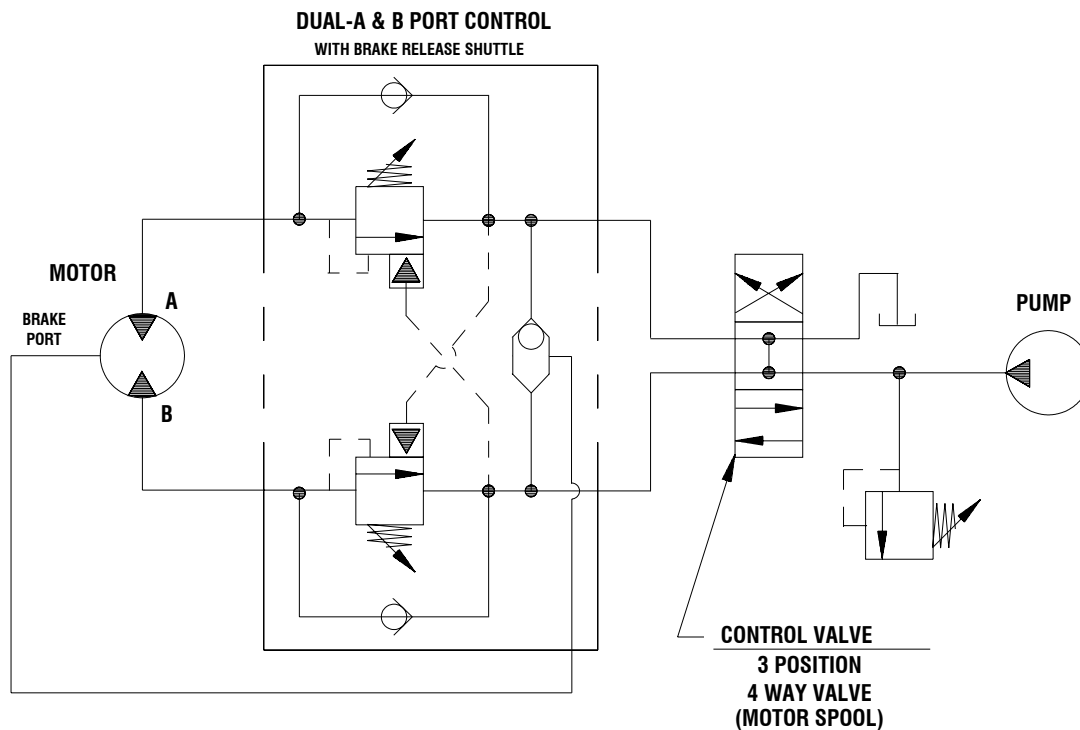 DUAL-A & B PORT CONTROL
WITH BRAKE RELEASE SHUTTLE
MOTOR
A
BRAKE
PORT
B
PUMP
CONTROL VALVE
3 POSITION
4 WAY VALVE
(MOTOR SPOOL)